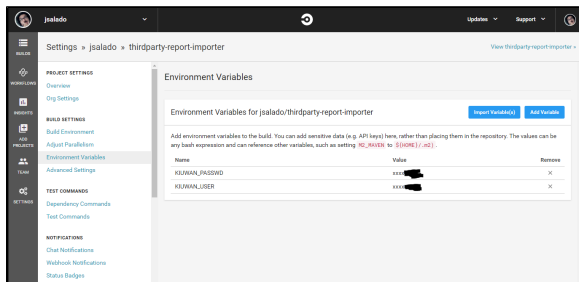 jsalado
Updates
Support
BUILDS
WORKFLOWS
INSIGHTS
ADD PROJECTS
TEAM
SETTINGS
Settings » jsalado » thirdparty-report-importer
View thirdparty-report-importer »
PROJECT SETTINGS
Overview
Org Settings
BUILD SETTINGS
Build Environment
Adjust Parallelism
Environment Variables
Advanced Settings
TEST COMMANDS
Dependency Commands
Test Commands
NOTIFICATIONS
Chat Notifications
Webhook Notifications
Status Badges
Environment Variables
Environment Variables for jsalado/thirdparty-report-importer
Import Variable(s)
Add Variable
Add environment variables to the build. You can add sensitive data (e.g. API keys) here, rather than placing them in the repository. The values can be
any bash expression and can reference other variables, such as setting M2_MAVEN to ${HOME}/.m2).
Name Value Remove
KIUWAN_PASSWD xxxx ×
KIUWAN_USER xxxx ×